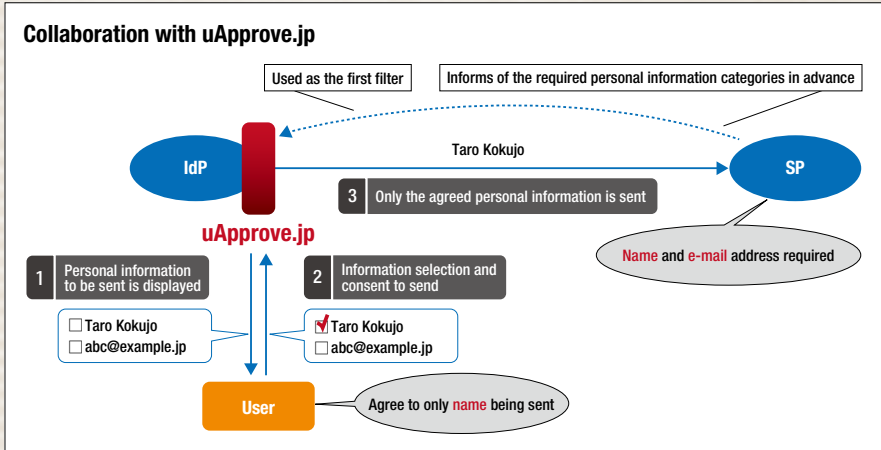 Collaboration with uApprove.jp
Used as the first filter
Informs of the required personal information categories in advance
IdP
Taro Kokujo
SP
3 Only the agreed personal information is sent
uApprove.jp
Name and e-mail address required
1 Personal information
to be sent is displayed
2 Information selection and
consent to send
Taro Kokujo
abc@example.jp
Taro Kokujo
abc@example.jp
User
Agree to only name being sent